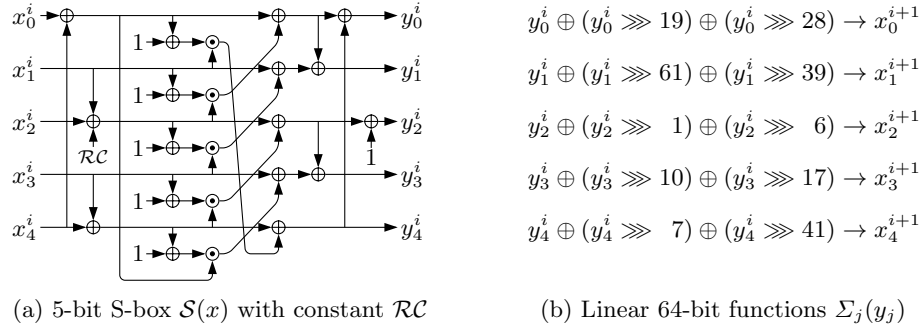 x_0^i 1 y_0^i
x_1^i 1 y_1^i
x_2^i RC 1 1 y_2^i
x_3^i 1 y_3^i
x_4^i 1 y_4^i
y_0^i ⊕ (y_0^i ⋙ 19) ⊕ (y_0^i ⋙ 28) → x_0^{i+1}
y_1^i ⊕ (y_1^i ⋙ 61) ⊕ (y_1^i ⋙ 39) → x_1^{i+1}
y_2^i ⊕ (y_2^i ⋙ 1) ⊕ (y_2^i ⋙ 6) → x_2^{i+1}
y_3^i ⊕ (y_3^i ⋙ 10) ⊕ (y_3^i ⋙ 17) → x_3^{i+1}
y_4^i ⊕ (y_4^i ⋙ 7) ⊕ (y_4^i ⋙ 41) → x_4^{i+1}
(a) 5-bit S-box S(x) with constant RC
(b) Linear 64-bit functions Σ_j(y_j)